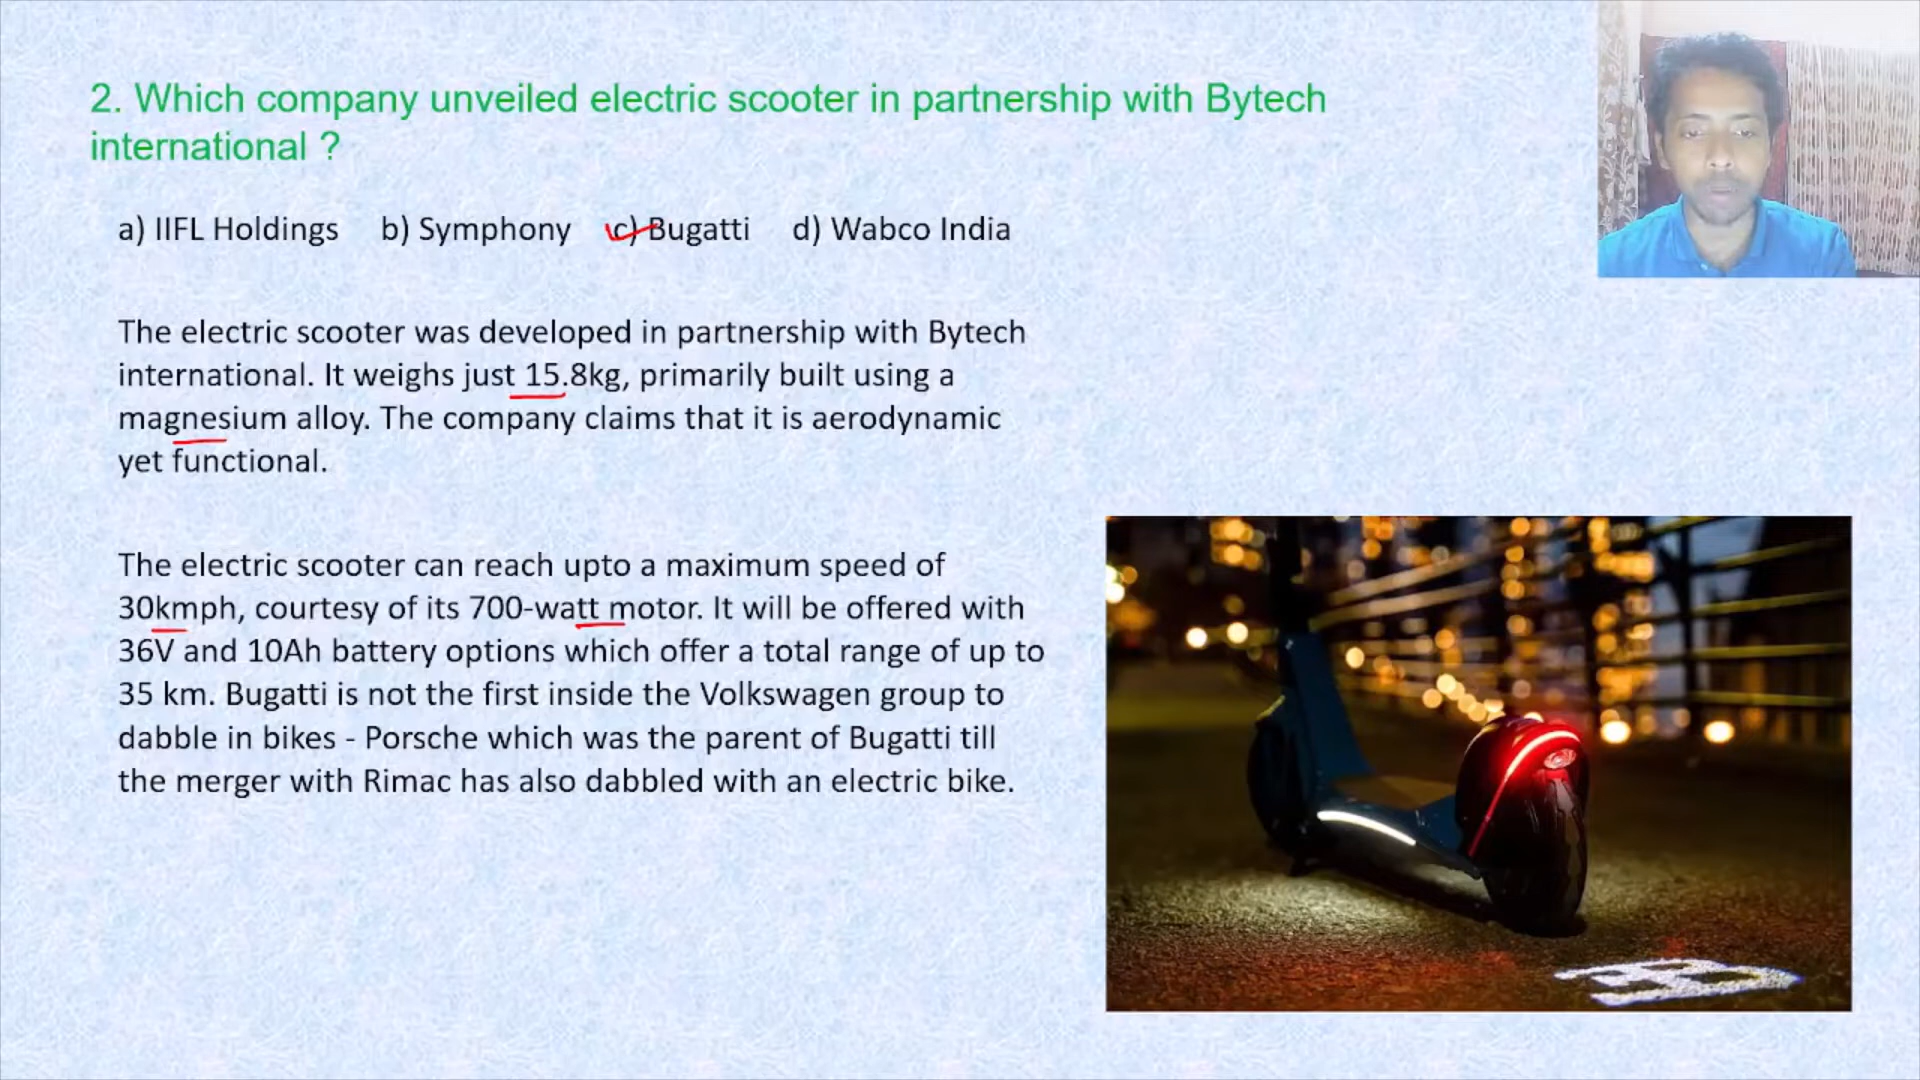 2. Which company unveiled electric scooter in partnership with Bytech
international ?
a) IIFL Holdings b) Symphony c) Bugatti d) Wabco India
The electric scooter was developed in partnership with Bytech
international. It weighs just 15.8kg, primarily built using a
magnesium alloy. The company claims that it is aerodynamic
yet functional.
The electric scooter can reach upto a maximum speed of
30kmph, courtesy of its 700-watt motor. It will be offered with
36V and 10Ah battery options which offer a total range of up to
35 km. Bugatti is not the first inside the Volkswagen group to
dabble in bikes - Porsche which was the parent of Bugatti till
the merger with Rimac has also dabbled with an electric bike.